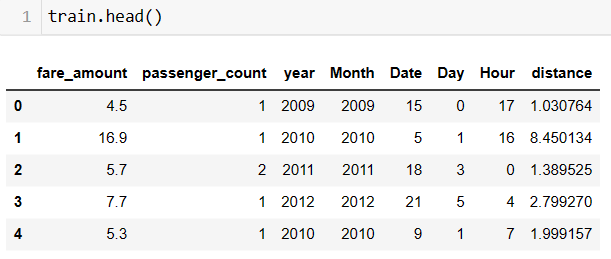 1 train.head()
fare_amount passenger_count year Month Date Day Hour distance
0 4.5 1 2009 2009 15 0 17 1.030764
1 16.9 1 2010 2010 5 1 16 8.450134
2 5.7 2 2011 2011 18 3 0 1.389525
3 7.7 1 2012 2012 21 5 4 2.799270
4 5.3 1 2010 2010 9 1 7 1.999157